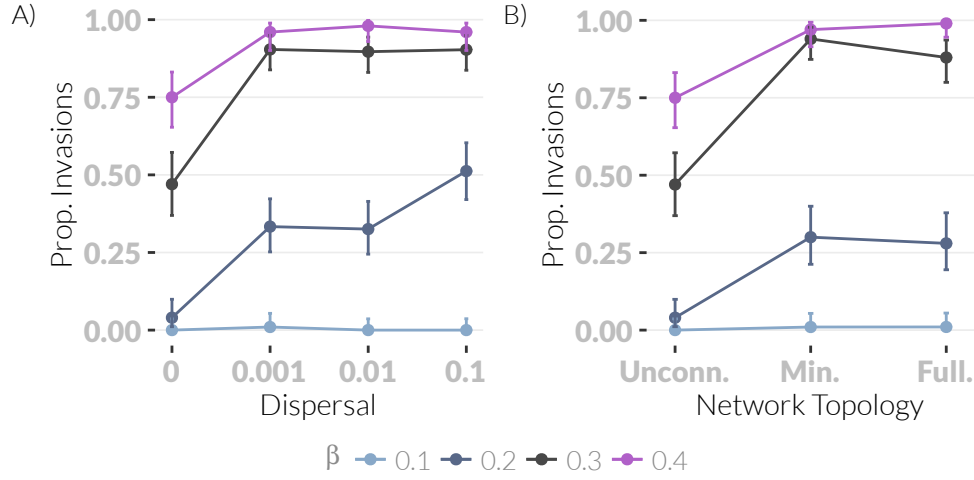 A)
Prop. Invasions
1.00
0.75
0.50
0.25
0.00
0 0.001 0.01 0.1
Dispersal
B)
Prop. Invasions
1.00
0.75
0.50
0.25
0.00
Unconn. Min. Full.
Network Topology
β 0.1 0.2 0.3 0.4